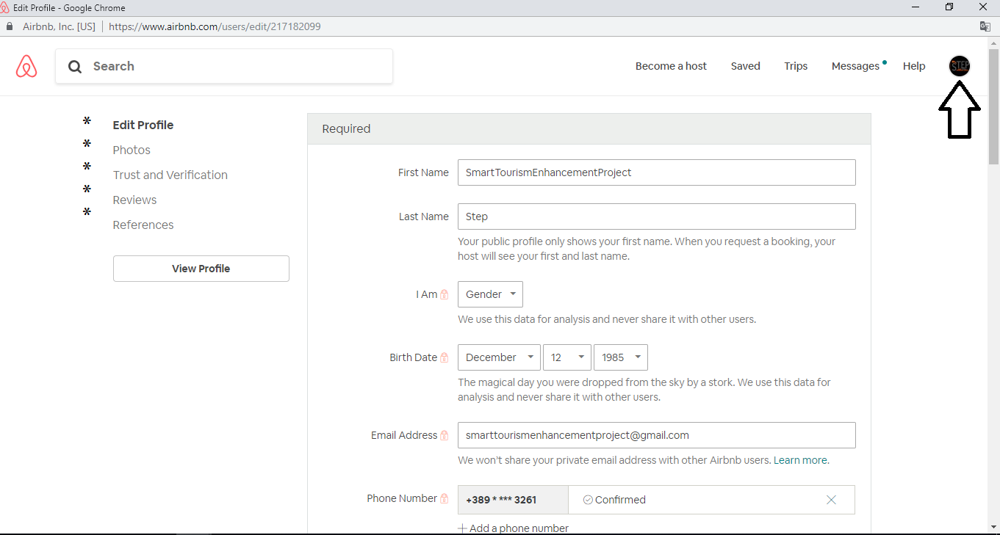 Edit Profile - Google Chrome
Airbnb, Inc. [US] https://www.airbnb.com/users/edit/217182099
Search
Become a host Saved Trips Messages Help
STEP
* Edit Profile
* Photos
* Trust and Verification
* Reviews
* References
View Profile
Required
First Name SmartTourismEnhancementProject
Last Name Step
Your public profile only shows your first name. When you request a booking, your
host will see your first and last name.
I Am Gender
We use this data for analysis and never share it with other users.
Birth Date December 12 1985
The magical day you were dropped from the sky by a stork. We use this data for
analysis and never share it with other users.
Email Address smarttourismenhancementproject@gmail.com
We won’t share your private email address with other Airbnb users. Learn more.
Phone Number +389 * *** 3261 Confirmed
+ Add a phone number